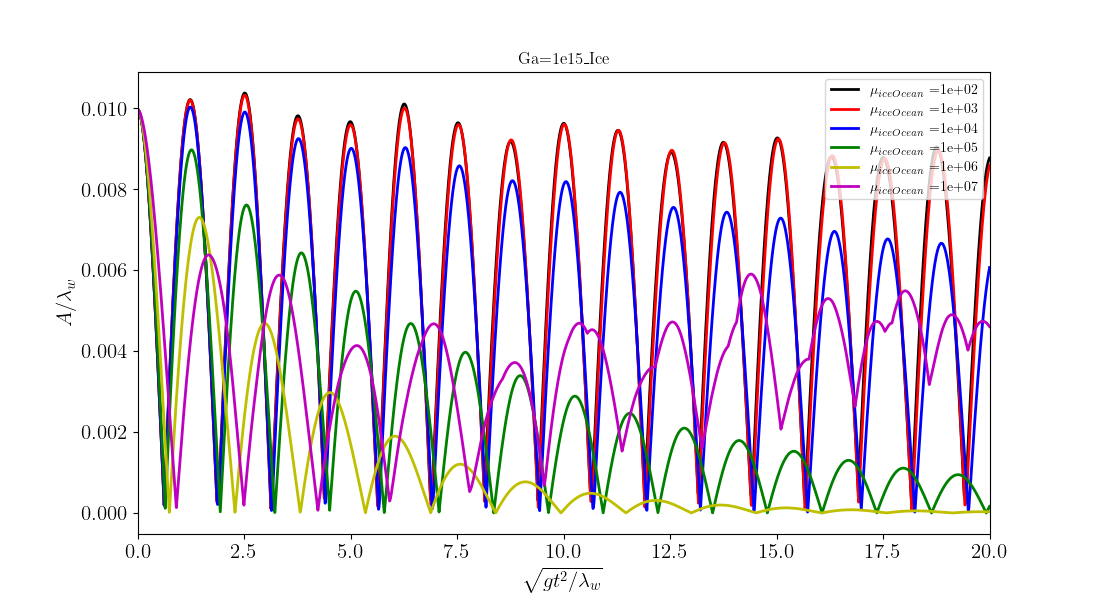 Ga=1e15_Ice
A/λ_w
0.010
0.008
0.006
0.004
0.002
0.000
μ_iceOcean =1e+02
μ_iceOcean =1e+03
μ_iceOcean =1e+04
μ_iceOcean =1e+05
μ_iceOcean =1e+06
μ_iceOcean =1e+07
0.0 2.5 5.0 7.5 10.0 12.5 15.0 17.5 20.0
√gt²/λ_w